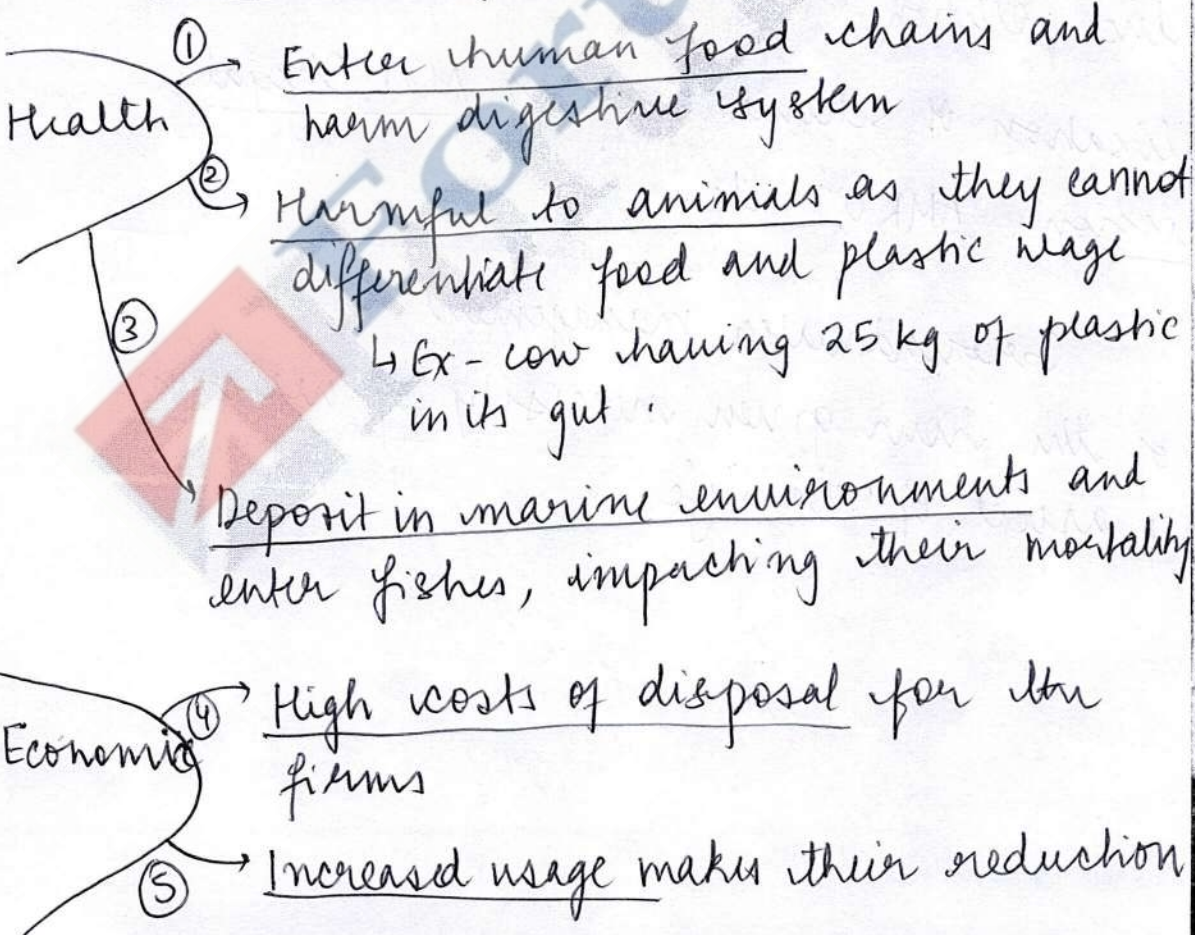 ① Enter human food chains and
Health
harm digestive system
② Harmful to animals as they cannot
differentiate food and plastic wage
↳ Ex - cow having 25 kg of plastic
in its gut.
③
Deposit in marine environments and
enter fishes, impacting their mortality
④ High costs of disposal for the
Economic
firms
⑤ Increased usage makes their reduction